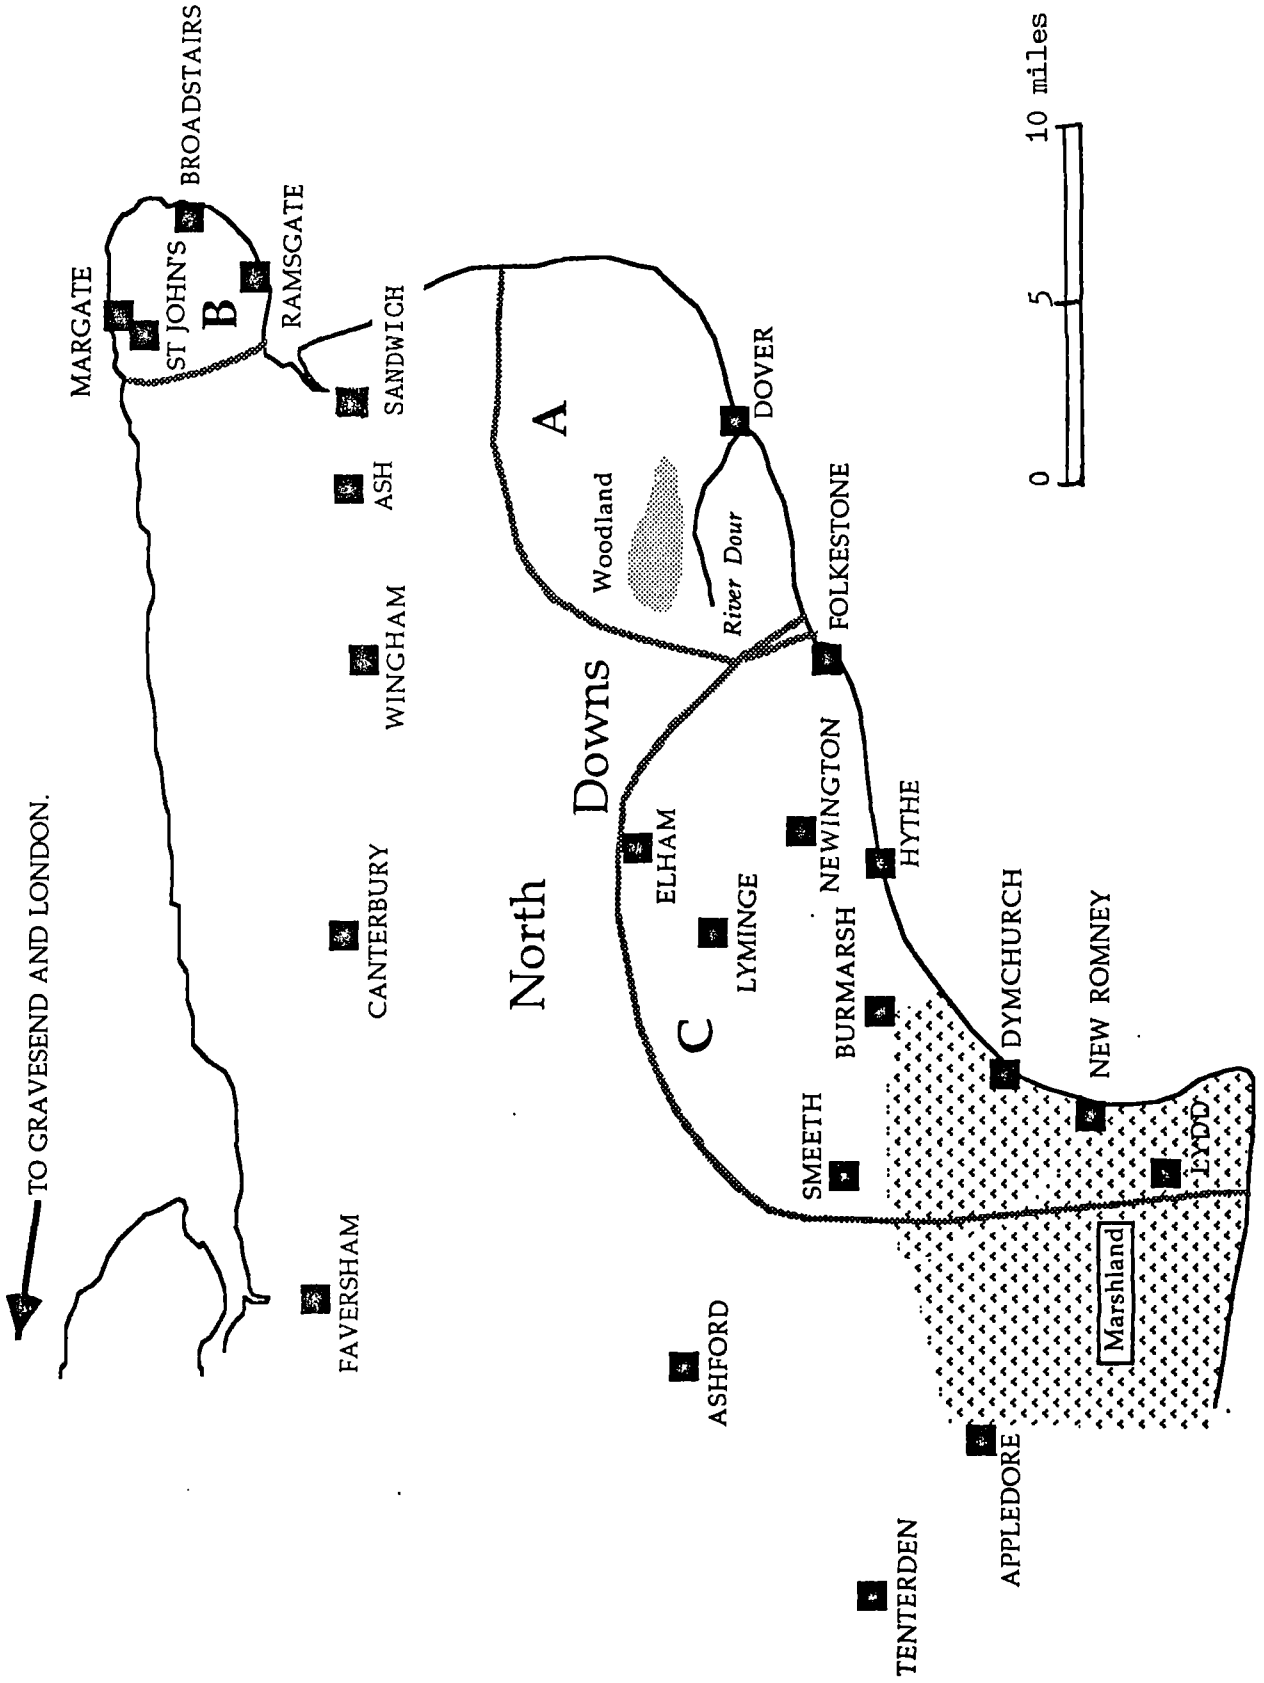 TO GRAVESEND AND LONDON.
MARGATE
BROADSTAIRS
ST JOHN'S
B
RAMSGATE
FAVERSHAM
CANTERBURY
WINGHAM
ASH
SANDWICH
North
Downs
A
Woodland
River Dour
DOVER
ASHFORD
ELHAM
LYMINGE
C
SMEETH
BURMARSH
NEWINGTON
FOLKESTONE
HYTHE
TENTERDEN
APPLEDORE
DYMCHURCH
NEW ROMNEY
Marshland
LYDD
0 5 10 miles